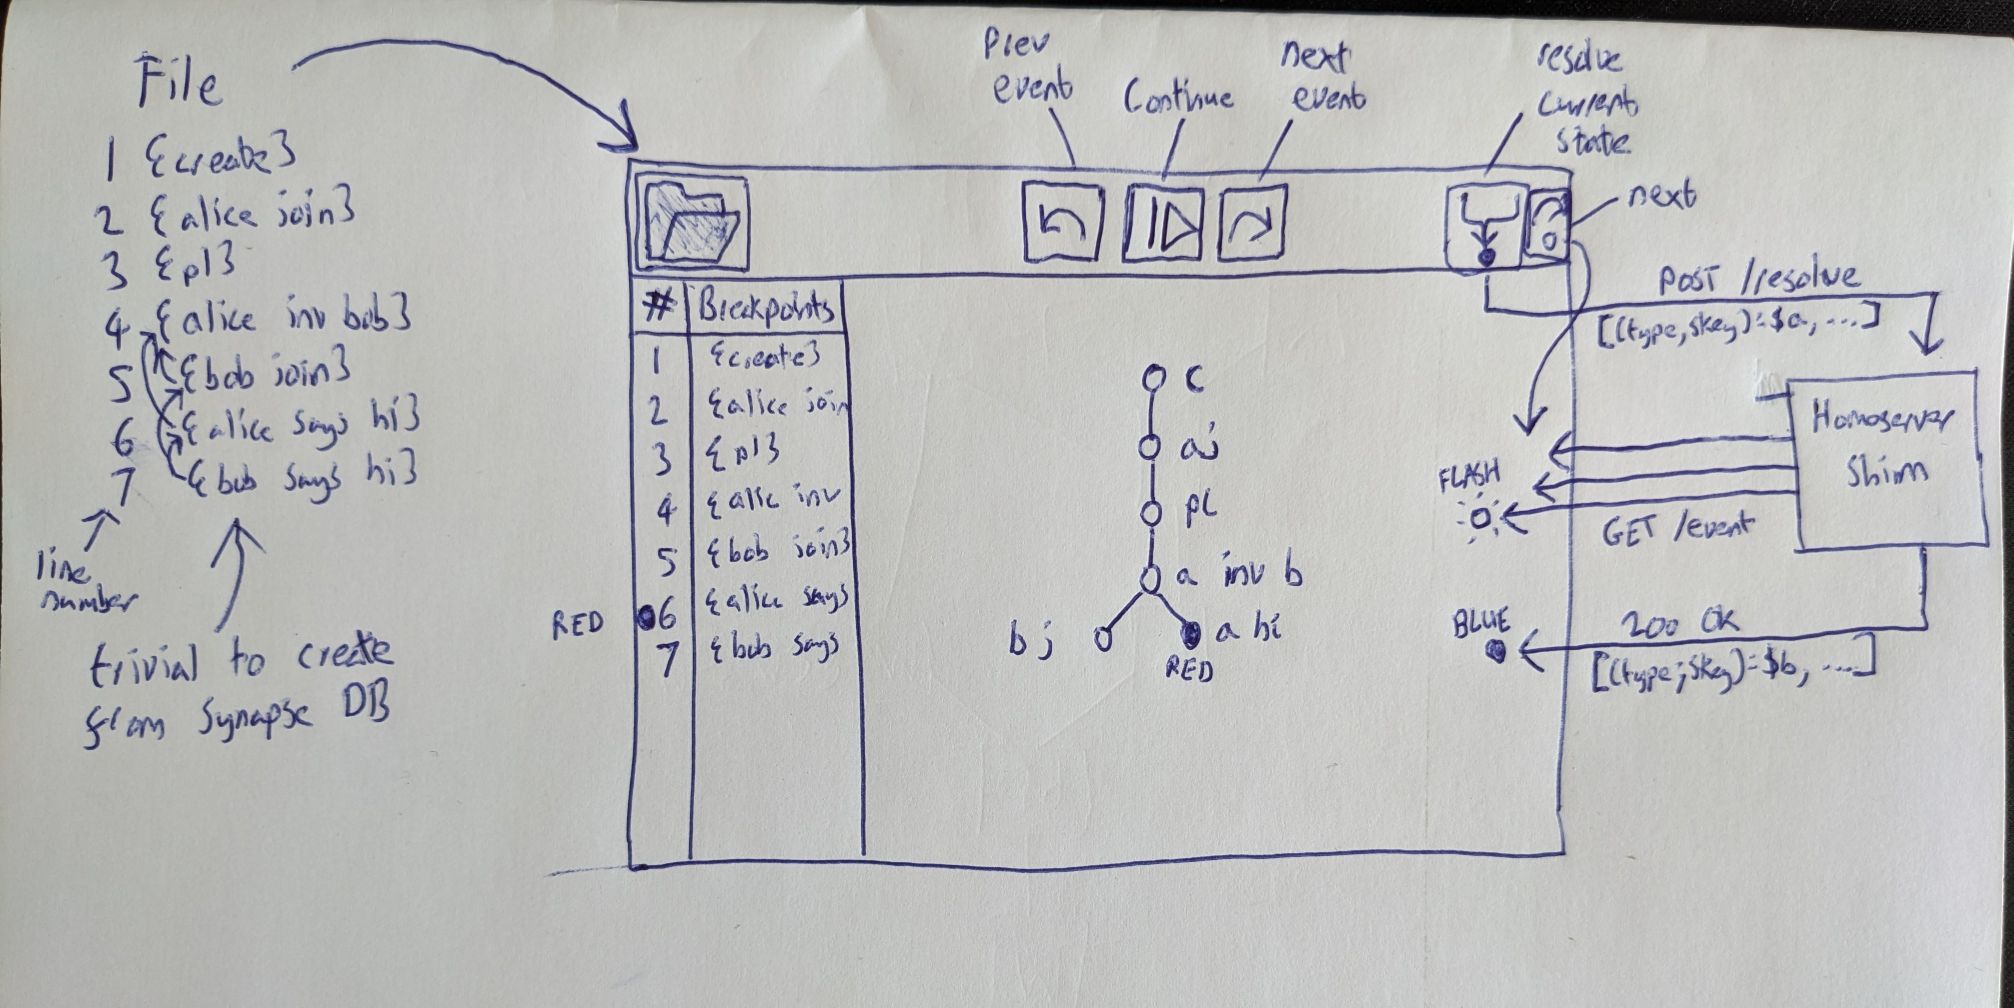 File
1 {create}
2 {alice join}
3 {pl}
4 {alice inv bob}
5 {bob join}
6 {alice says hi}
7 {bob says hi}
line
number
trivial to create
from Synapse DB
prev
event
Continue
next
event
resolve
current
state
next
# Breakpoints
1 {create}
2 {alice join
3 {pl}
4 {alic inv
5 {bob join}
RED 6 {alice says
7 {bob says
c
aj
pl
a inv b
bj
a hi
RED
POST /resolve
[(type,skey)=$a, ...]
Homeserver
Shim
FLASH
GET /event
BLUE
200 OK
[(type,skey)=$b, ...]